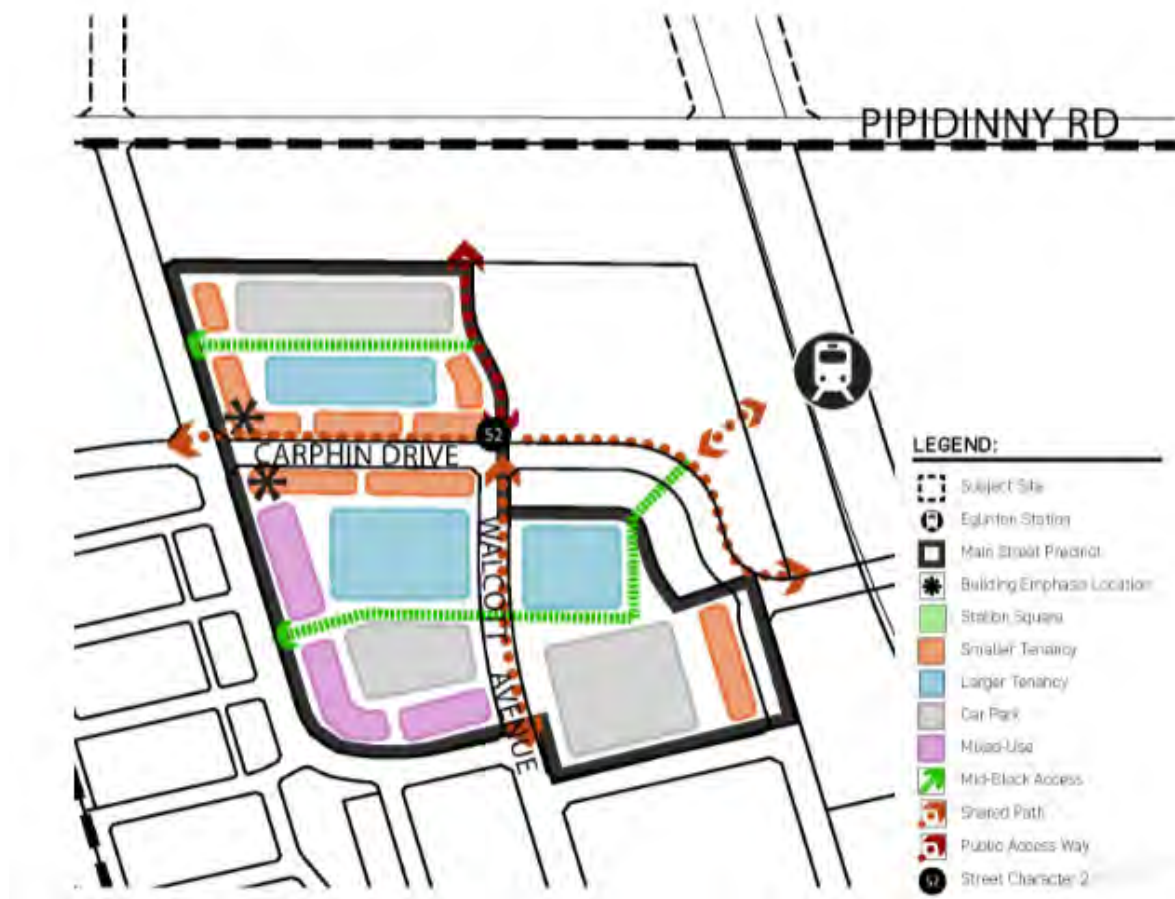 PIPIDINNY RD
S2
CARPHIN DRIVE
WALCOTT AVENUE
LEGEND:
Subject Site
Eglinton Station
Main Street Precinct
Building Emphasis Location
Station Square
Smaller Tenancy
Larger Tenancy
Car Park
Mixed-Use
Mid-Block Access
Shared Path
Public Access Way
S2 Street Character 2